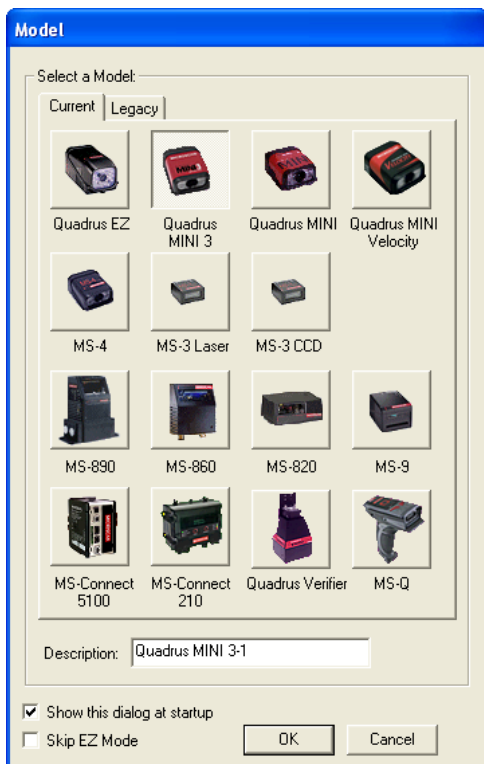 Model
Select a Model:
Current Legacy
Quadrus EZ Quadrus MINI 3 Quadrus MINI Quadrus MINI Velocity
MS-4 MS-3 Laser MS-3 CCD
MS-890 MS-860 MS-820 MS-9
MS-Connect 5100 MS-Connect 210 Quadrus Verifier MS-Q
Description: Quadrus MINI 3-1
Show this dialog at startup
Skip EZ Mode
OK Cancel